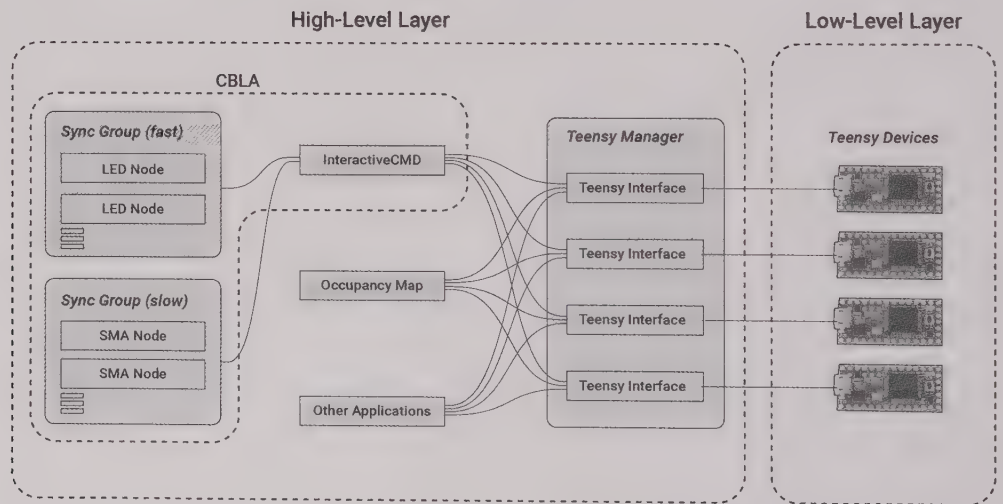 High-Level Layer
Low-Level Layer
CBLA
Sync Group (fast)
LED Node
LED Node
Sync Group (slow)
SMA Node
SMA Node
InteractiveCMD
Occupancy Map
Other Applications
Teensy Manager
Teensy Interface
Teensy Interface
Teensy Interface
Teensy Interface
Teensy Devices